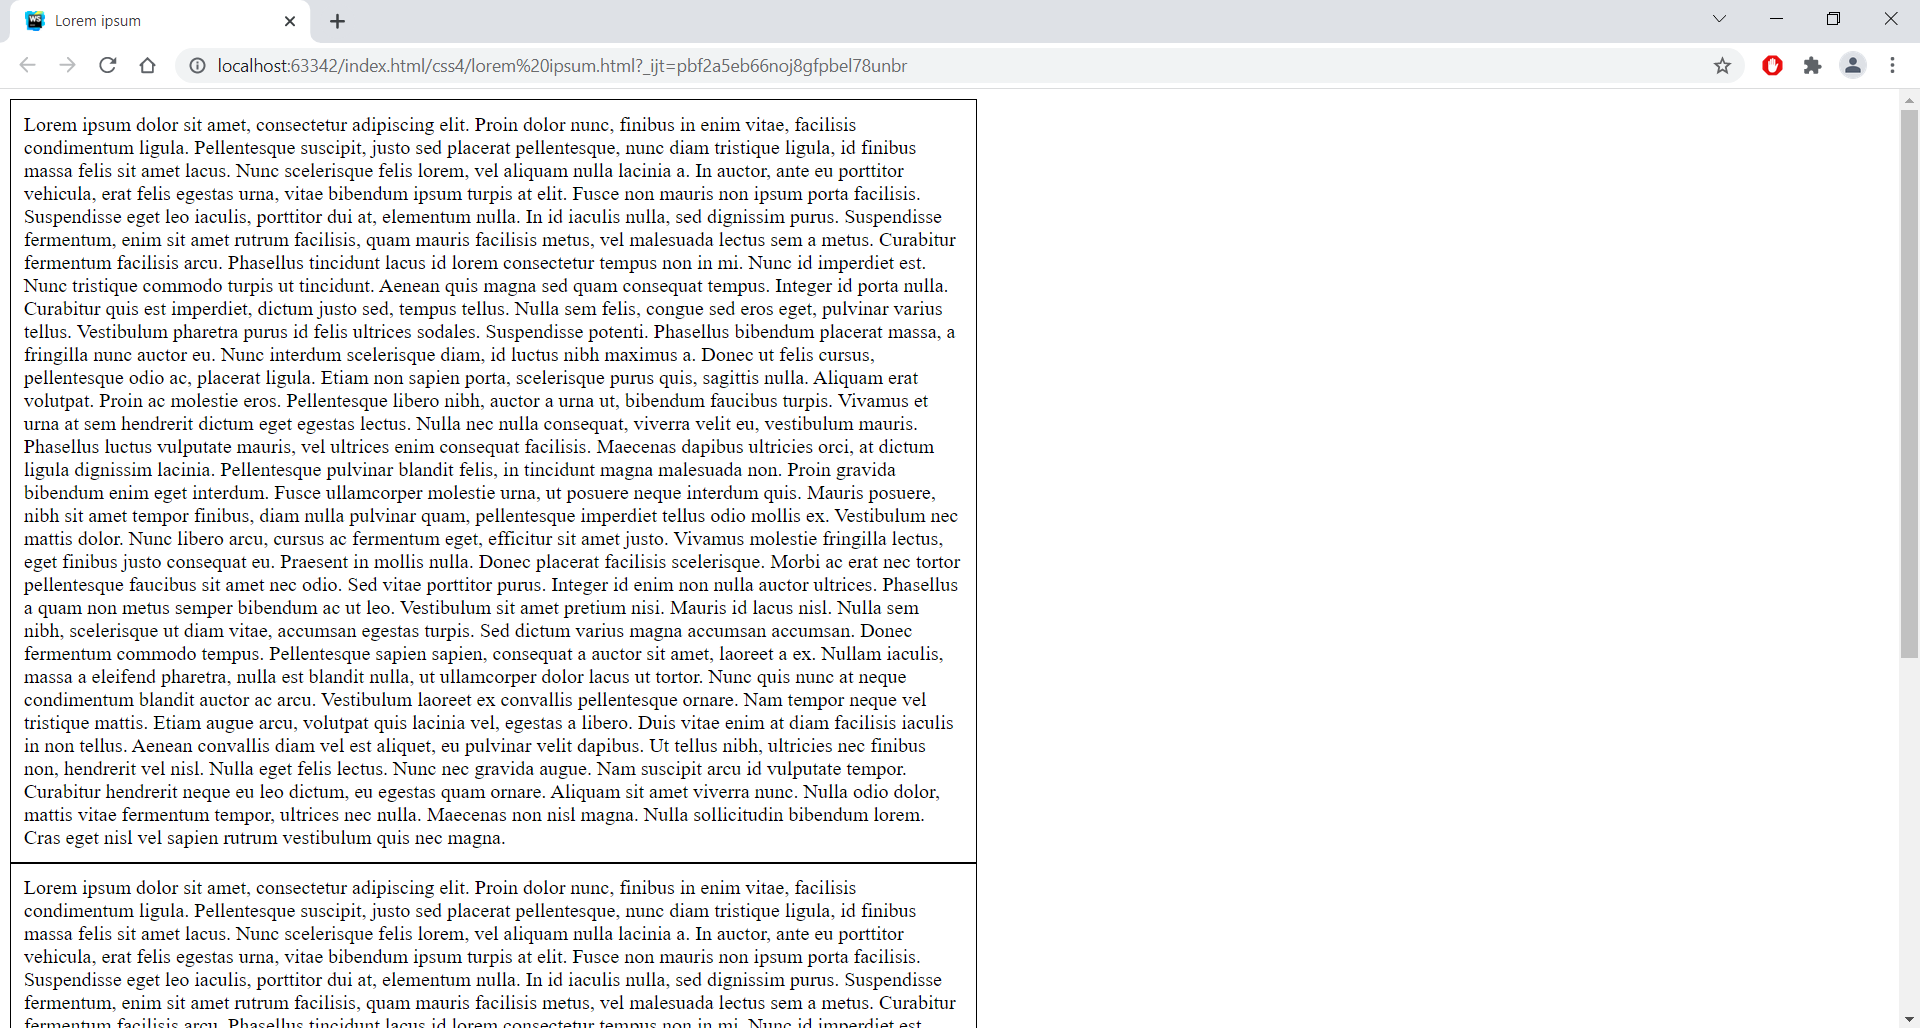 Lorem ipsum
localhost:63342/index.html/css4/lorem%20ipsum.html?_ijt=pbf2a5eb66noj8gfpbel78unbr
Lorem ipsum dolor sit amet, consectetur adipiscing elit. Proin dolor nunc, finibus in enim vitae, facilisis
condimentum ligula. Pellentesque suscipit, justo sed placerat pellentesque, nunc diam tristique ligula, id finibus
massa felis sit amet lacus. Nunc scelerisque felis lorem, vel aliquam nulla lacinia a. In auctor, ante eu porttitor
vehicula, erat felis egestas urna, vitae bibendum ipsum turpis at elit. Fusce non mauris non ipsum porta facilisis.
Suspendisse eget leo iaculis, porttitor dui at, elementum nulla. In id iaculis nulla, sed dignissim purus. Suspendisse
fermentum, enim sit amet rutrum facilisis, quam mauris facilisis metus, vel malesuada lectus sem a metus. Curabitur
fermentum facilisis arcu. Phasellus tincidunt lacus id lorem consectetur tempus non in mi. Nunc id imperdiet est.
Nunc tristique commodo turpis ut tincidunt. Aenean quis magna sed quam consequat tempus. Integer id porta nulla.
Curabitur quis est imperdiet, dictum justo sed, tempus tellus. Nulla sem felis, congue sed eros eget, pulvinar varius
tellus. Vestibulum pharetra purus id felis ultrices sodales. Suspendisse potenti. Phasellus bibendum placerat massa, a
fringilla nunc auctor eu. Nunc interdum scelerisque diam, id luctus nibh maximus a. Donec ut felis cursus,
pellentesque odio ac, placerat ligula. Etiam non sapien porta, scelerisque purus quis, sagittis nulla. Aliquam erat
volutpat. Proin ac molestie eros. Pellentesque libero nibh, auctor a urna ut, bibendum faucibus turpis. Vivamus et
urna at sem hendrerit dictum eget egestas lectus. Nulla nec nulla consequat, viverra velit eu, vestibulum mauris.
Phasellus luctus vulputate mauris, vel ultrices enim consequat facilisis. Maecenas dapibus ultricies orci, at dictum
ligula dignissim lacinia. Pellentesque pulvinar blandit felis, in tincidunt magna malesuada non. Proin gravida
bibendum enim eget interdum. Fusce ullamcorper molestie urna, ut posuere neque interdum quis. Mauris posuere,
nibh sit amet tempor finibus, diam nulla pulvinar quam, pellentesque imperdiet tellus odio mollis ex. Vestibulum nec
mattis dolor. Nunc libero arcu, cursus ac fermentum eget, efficitur sit amet justo. Vivamus molestie fringilla lectus,
eget finibus justo consequat eu. Praesent in mollis nulla. Donec placerat facilisis scelerisque. Morbi ac erat nec tortor
pellentesque faucibus sit amet nec odio. Sed vitae porttitor purus. Integer id enim non nulla auctor ultrices. Phasellus
a quam non metus semper bibendum ac ut leo. Vestibulum sit amet pretium nisi. Mauris id lacus nisl. Nulla sem
nibh, scelerisque ut diam vitae, accumsan egestas turpis. Sed dictum varius magna accumsan accumsan. Donec
fermentum commodo tempus. Pellentesque sapien sapien, consequat a auctor sit amet, laoreet a ex. Nullam iaculis,
massa a eleifend pharetra, nulla est blandit nulla, ut ullamcorper dolor lacus ut tortor. Nunc quis nunc at neque
condimentum blandit auctor ac arcu. Vestibulum laoreet ex convallis pellentesque ornare. Nam tempor neque vel
tristique mattis. Etiam augue arcu, volutpat quis lacinia vel, egestas a libero. Duis vitae enim at diam facilisis iaculis
in non tellus. Aenean convallis diam vel est aliquet, eu pulvinar velit dapibus. Ut tellus nibh, ultricies nec finibus
non, hendrerit vel nisl. Nulla eget felis lectus. Nunc nec gravida augue. Nam suscipit arcu id vulputate tempor.
Curabitur hendrerit neque eu leo dictum, eu egestas quam ornare. Aliquam sit amet viverra nunc. Nulla odio dolor,
mattis vitae fermentum tempor, ultrices nec nulla. Maecenas non nisl magna. Nulla sollicitudin bibendum lorem.
Cras eget nisl vel sapien rutrum vestibulum quis nec magna.
Lorem ipsum dolor sit amet, consectetur adipiscing elit. Proin dolor nunc, finibus in enim vitae, facilisis
condimentum ligula. Pellentesque suscipit, justo sed placerat pellentesque, nunc diam tristique ligula, id finibus
massa felis sit amet lacus. Nunc scelerisque felis lorem, vel aliquam nulla lacinia a. In auctor, ante eu porttitor
vehicula, erat felis egestas urna, vitae bibendum ipsum turpis at elit. Fusce non mauris non ipsum porta facilisis.
Suspendisse eget leo iaculis, porttitor dui at, elementum nulla. In id iaculis nulla, sed dignissim purus. Suspendisse
fermentum, enim sit amet rutrum facilisis, quam mauris facilisis metus, vel malesuada lectus sem a metus. Curabitur
fermentum facilisis arcu. Phasellus tincidunt lacus id lorem consectetur tempus non in mi. Nunc id imperdiet est.